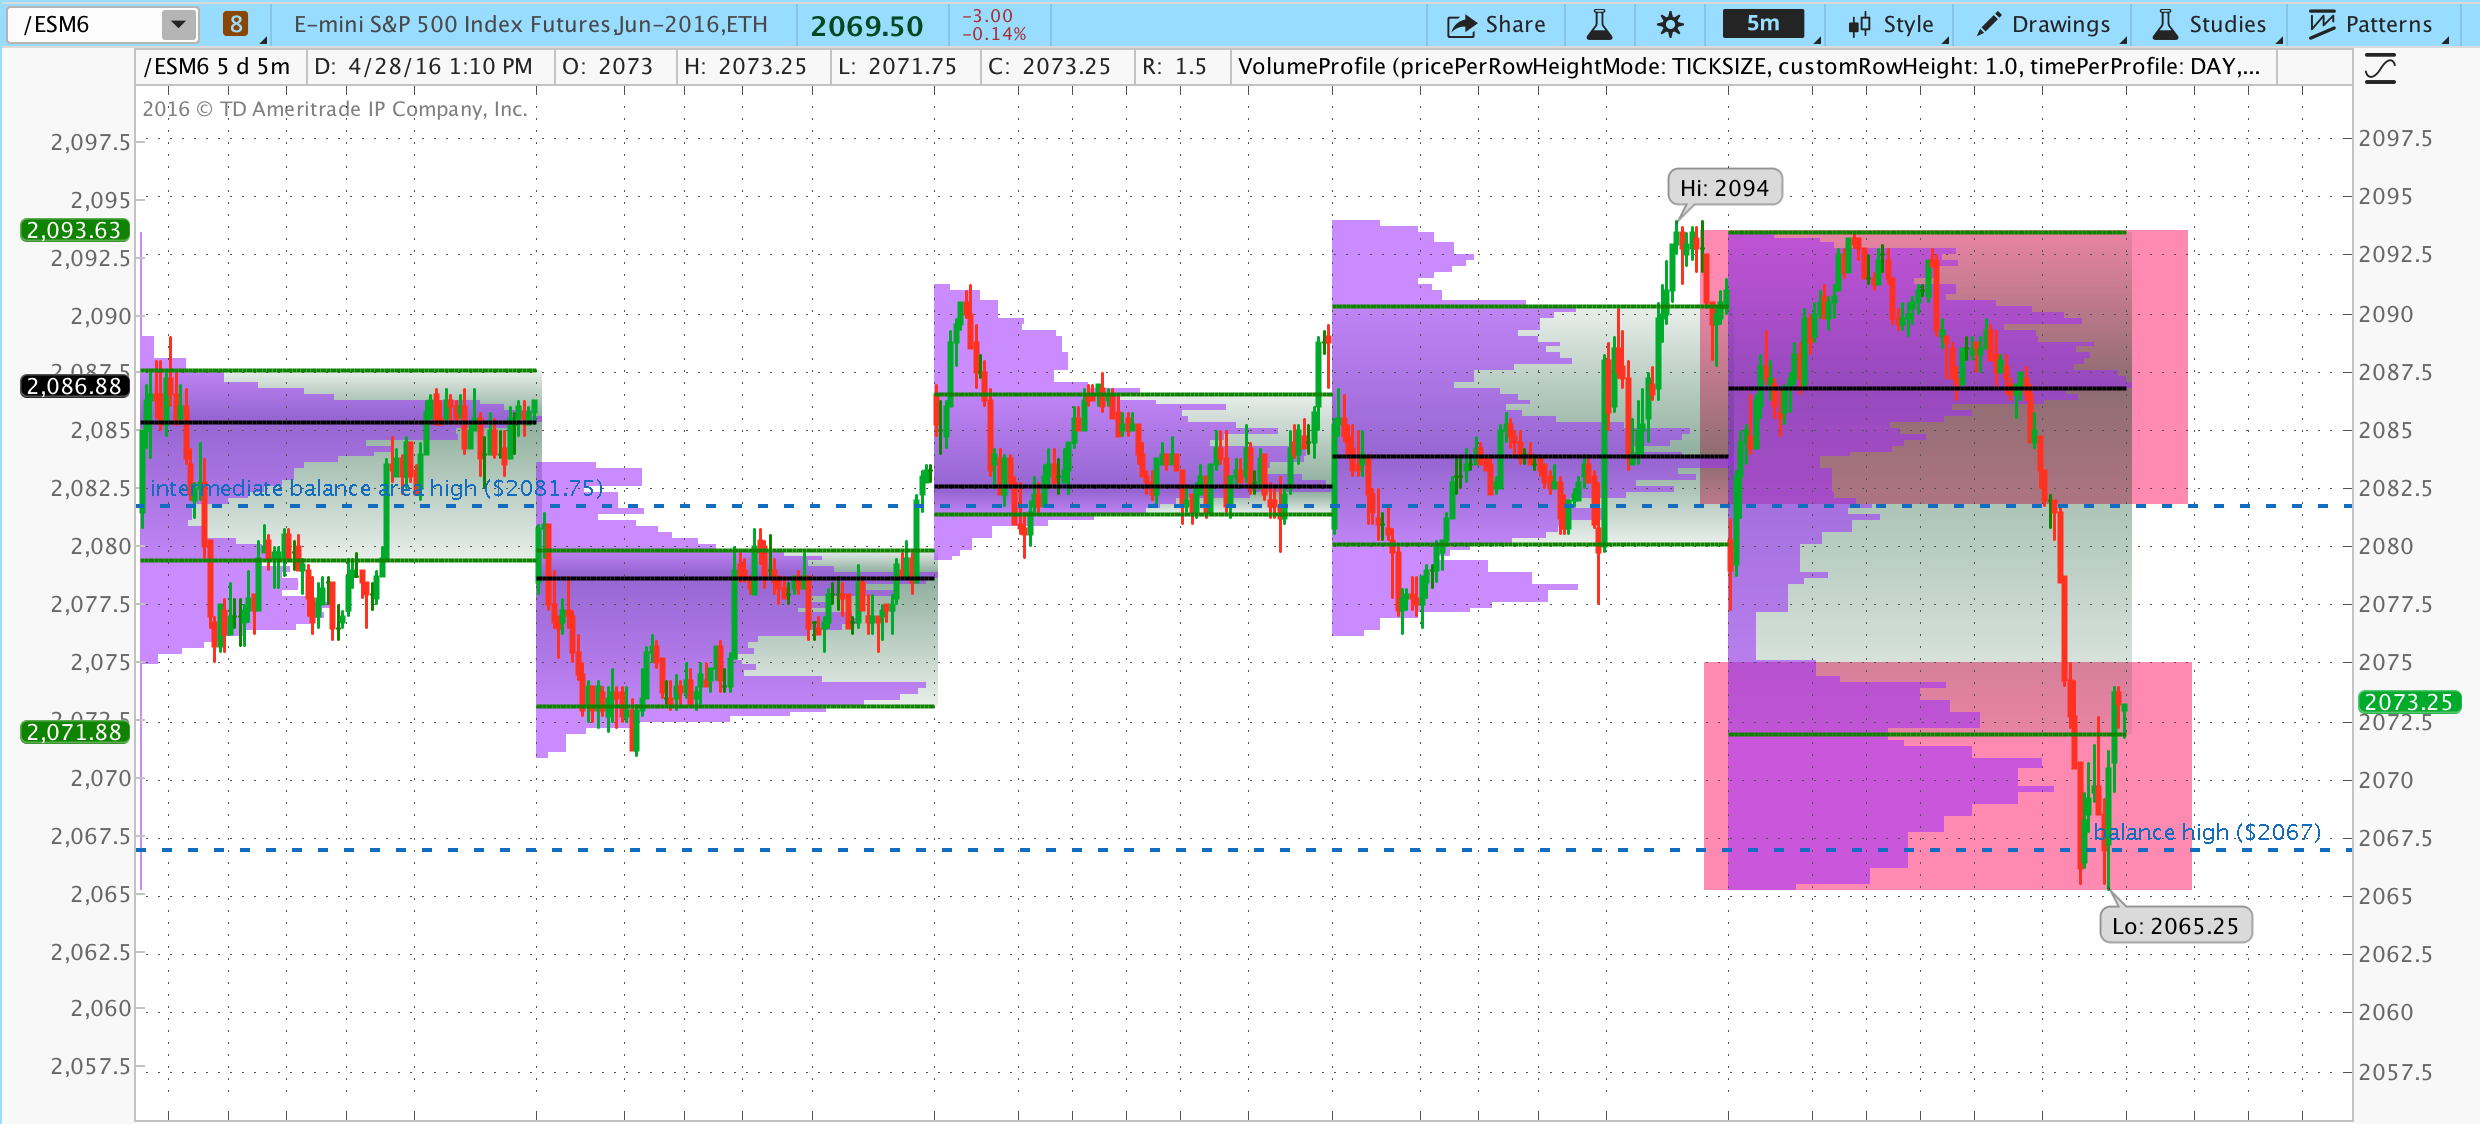 /ESM6 8 E-mini S&P 500 Index Futures,Jun-2016,ETH 2069.50 -3.00 -0.14% Share 5m Style Drawings Studies Patterns
/ESM6 5 d 5m D: 4/28/16 1:10 PM O: 2073 H: 2073.25 L: 2071.75 C: 2073.25 R: 1.5 VolumeProfile (pricePerRowHeightMode: TICKSIZE, customRowHeight: 1.0, timePerProfile: DAY,...
2016 © TD Ameritrade IP Company, Inc.
2,097.5 2097.5
Hi: 2094
2,095 2095
2,093.63
2,092.5 2092.5
2,090 2090
2,087.5 2087.5
2,086.88
2,085 2085
2,082.5 intermediate balance area high ($2081.75) 2082.5
2,080 2080
2,077.5 2077.5
2,075 2075
2073.25
2,072.5 2072.5
2,071.88
2,070 2070
2,067.5 balance high ($2067) 2067.5
2,065 2065
Lo: 2065.25
2,062.5 2062.5
2,060 2060
2,057.5 2057.5